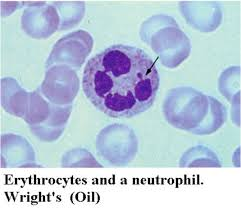 Erythrocytes and a neutrophil.
Wright's (Oil)